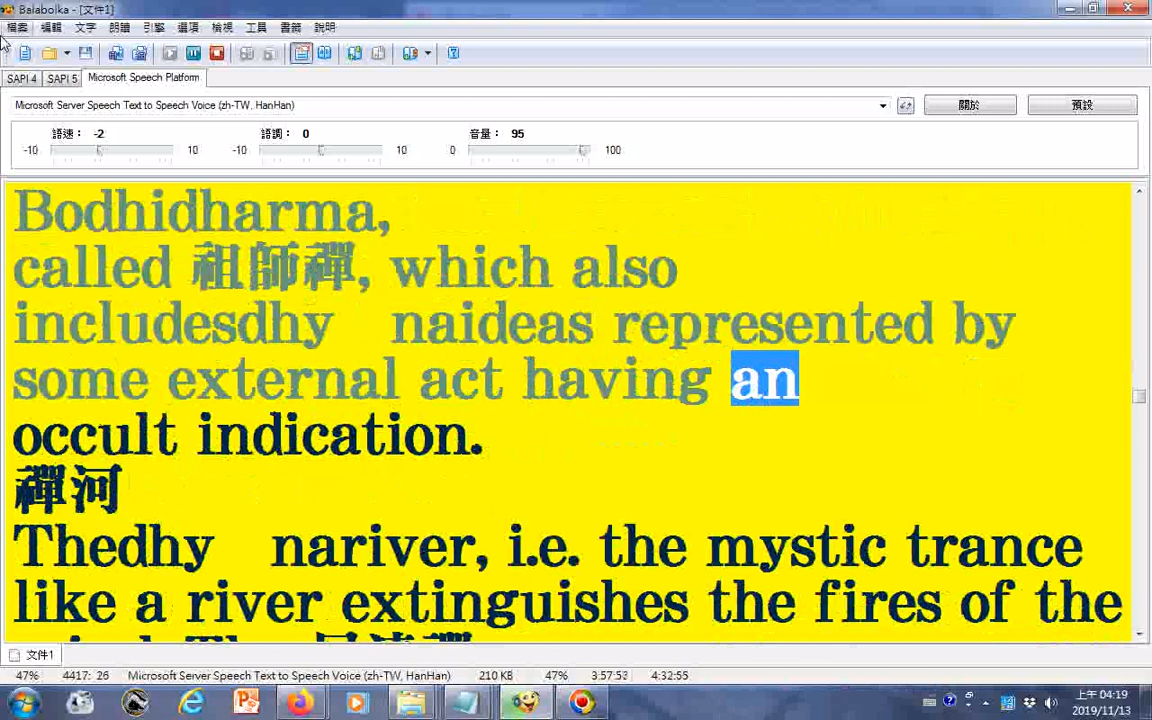 Balabolka - [文件1]
檔案 編輯 文字 朗讀 引擎 選項 檢視 工具 書籤 說明
SAPI 4 SAPI 5 Microsoft Speech Platform
Microsoft Server Speech Text to Speech Voice (zh-TW, HanHan) 關於 預設
語速： -2 語調： 0 音量： 95
-10 10 -10 10 0 100
Bodhidharma,
called 祖師禪, which also
includesdhy　naideas represented by
some external act having an
occult indication.
禪河
Thedhy　nariver, i.e. the mystic trance
like a river extinguishes the fires of the
文件1
47% 4417: 26 Microsoft Server Speech Text to Speech Voice (zh-TW, HanHan) 210 KB 47% 3:57:53 4:32:55
上午 04:19
2019/11/13